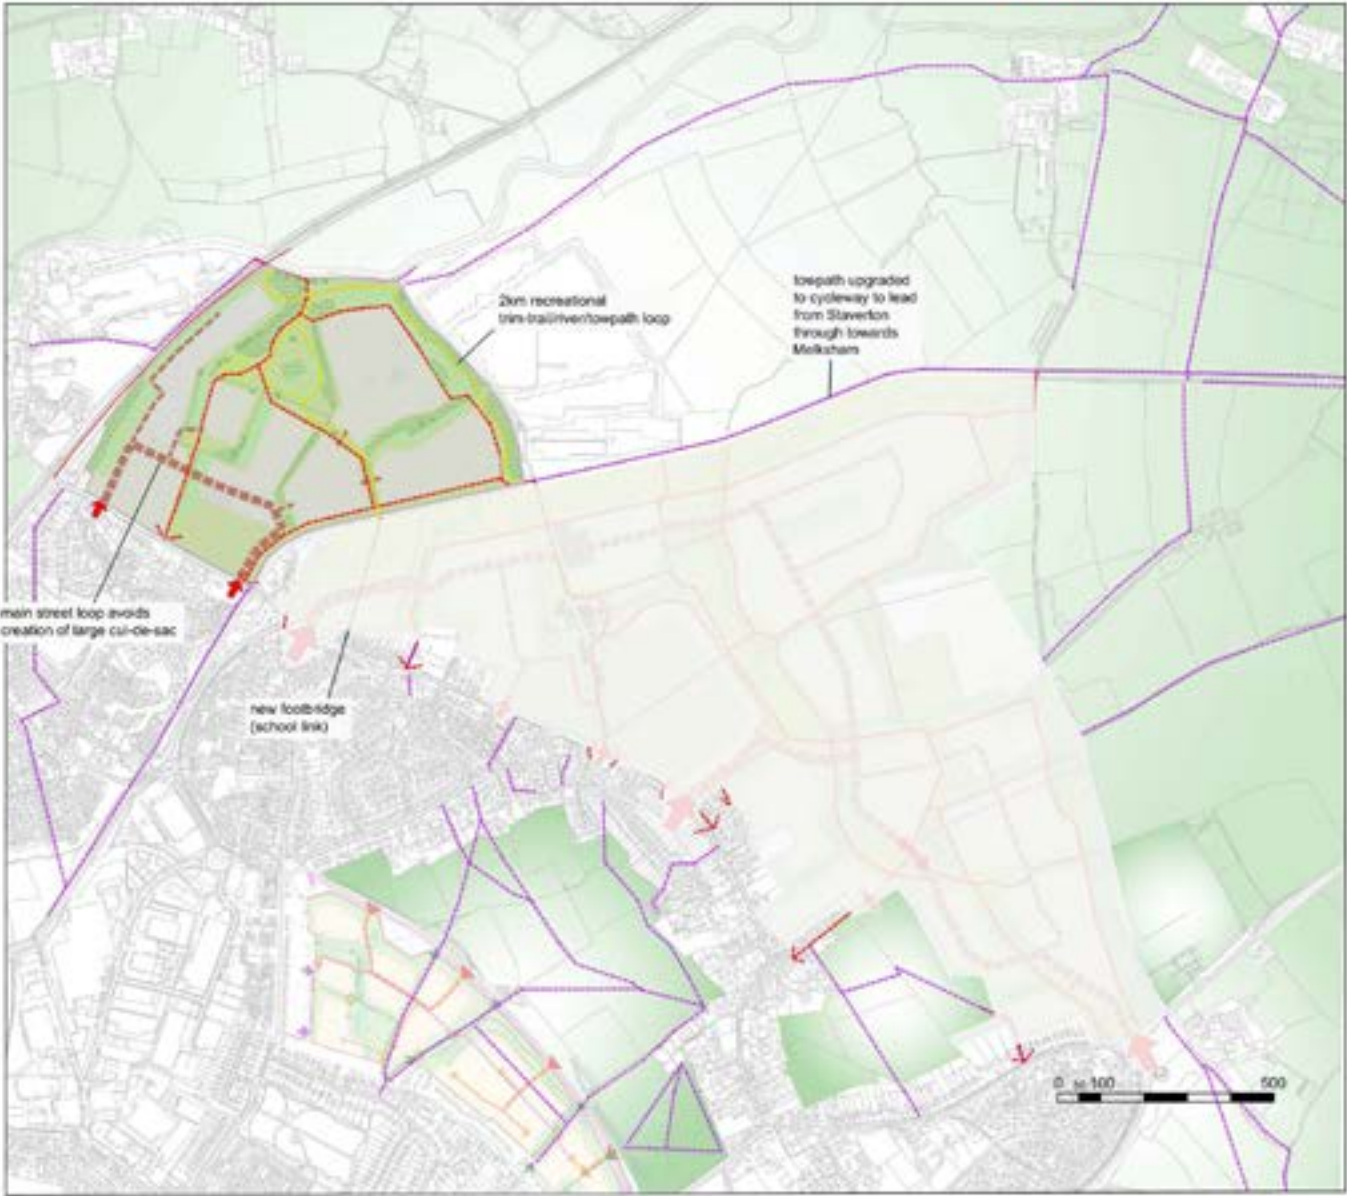 2km recreational
trim-trail/river/towpath loop
towpath upgraded
to cycleway to lead
from Staverton
through towards
Melksham
main street loop avoids
creation of large cul-de-sac
new footbridge
(school link)
0 50 100 500